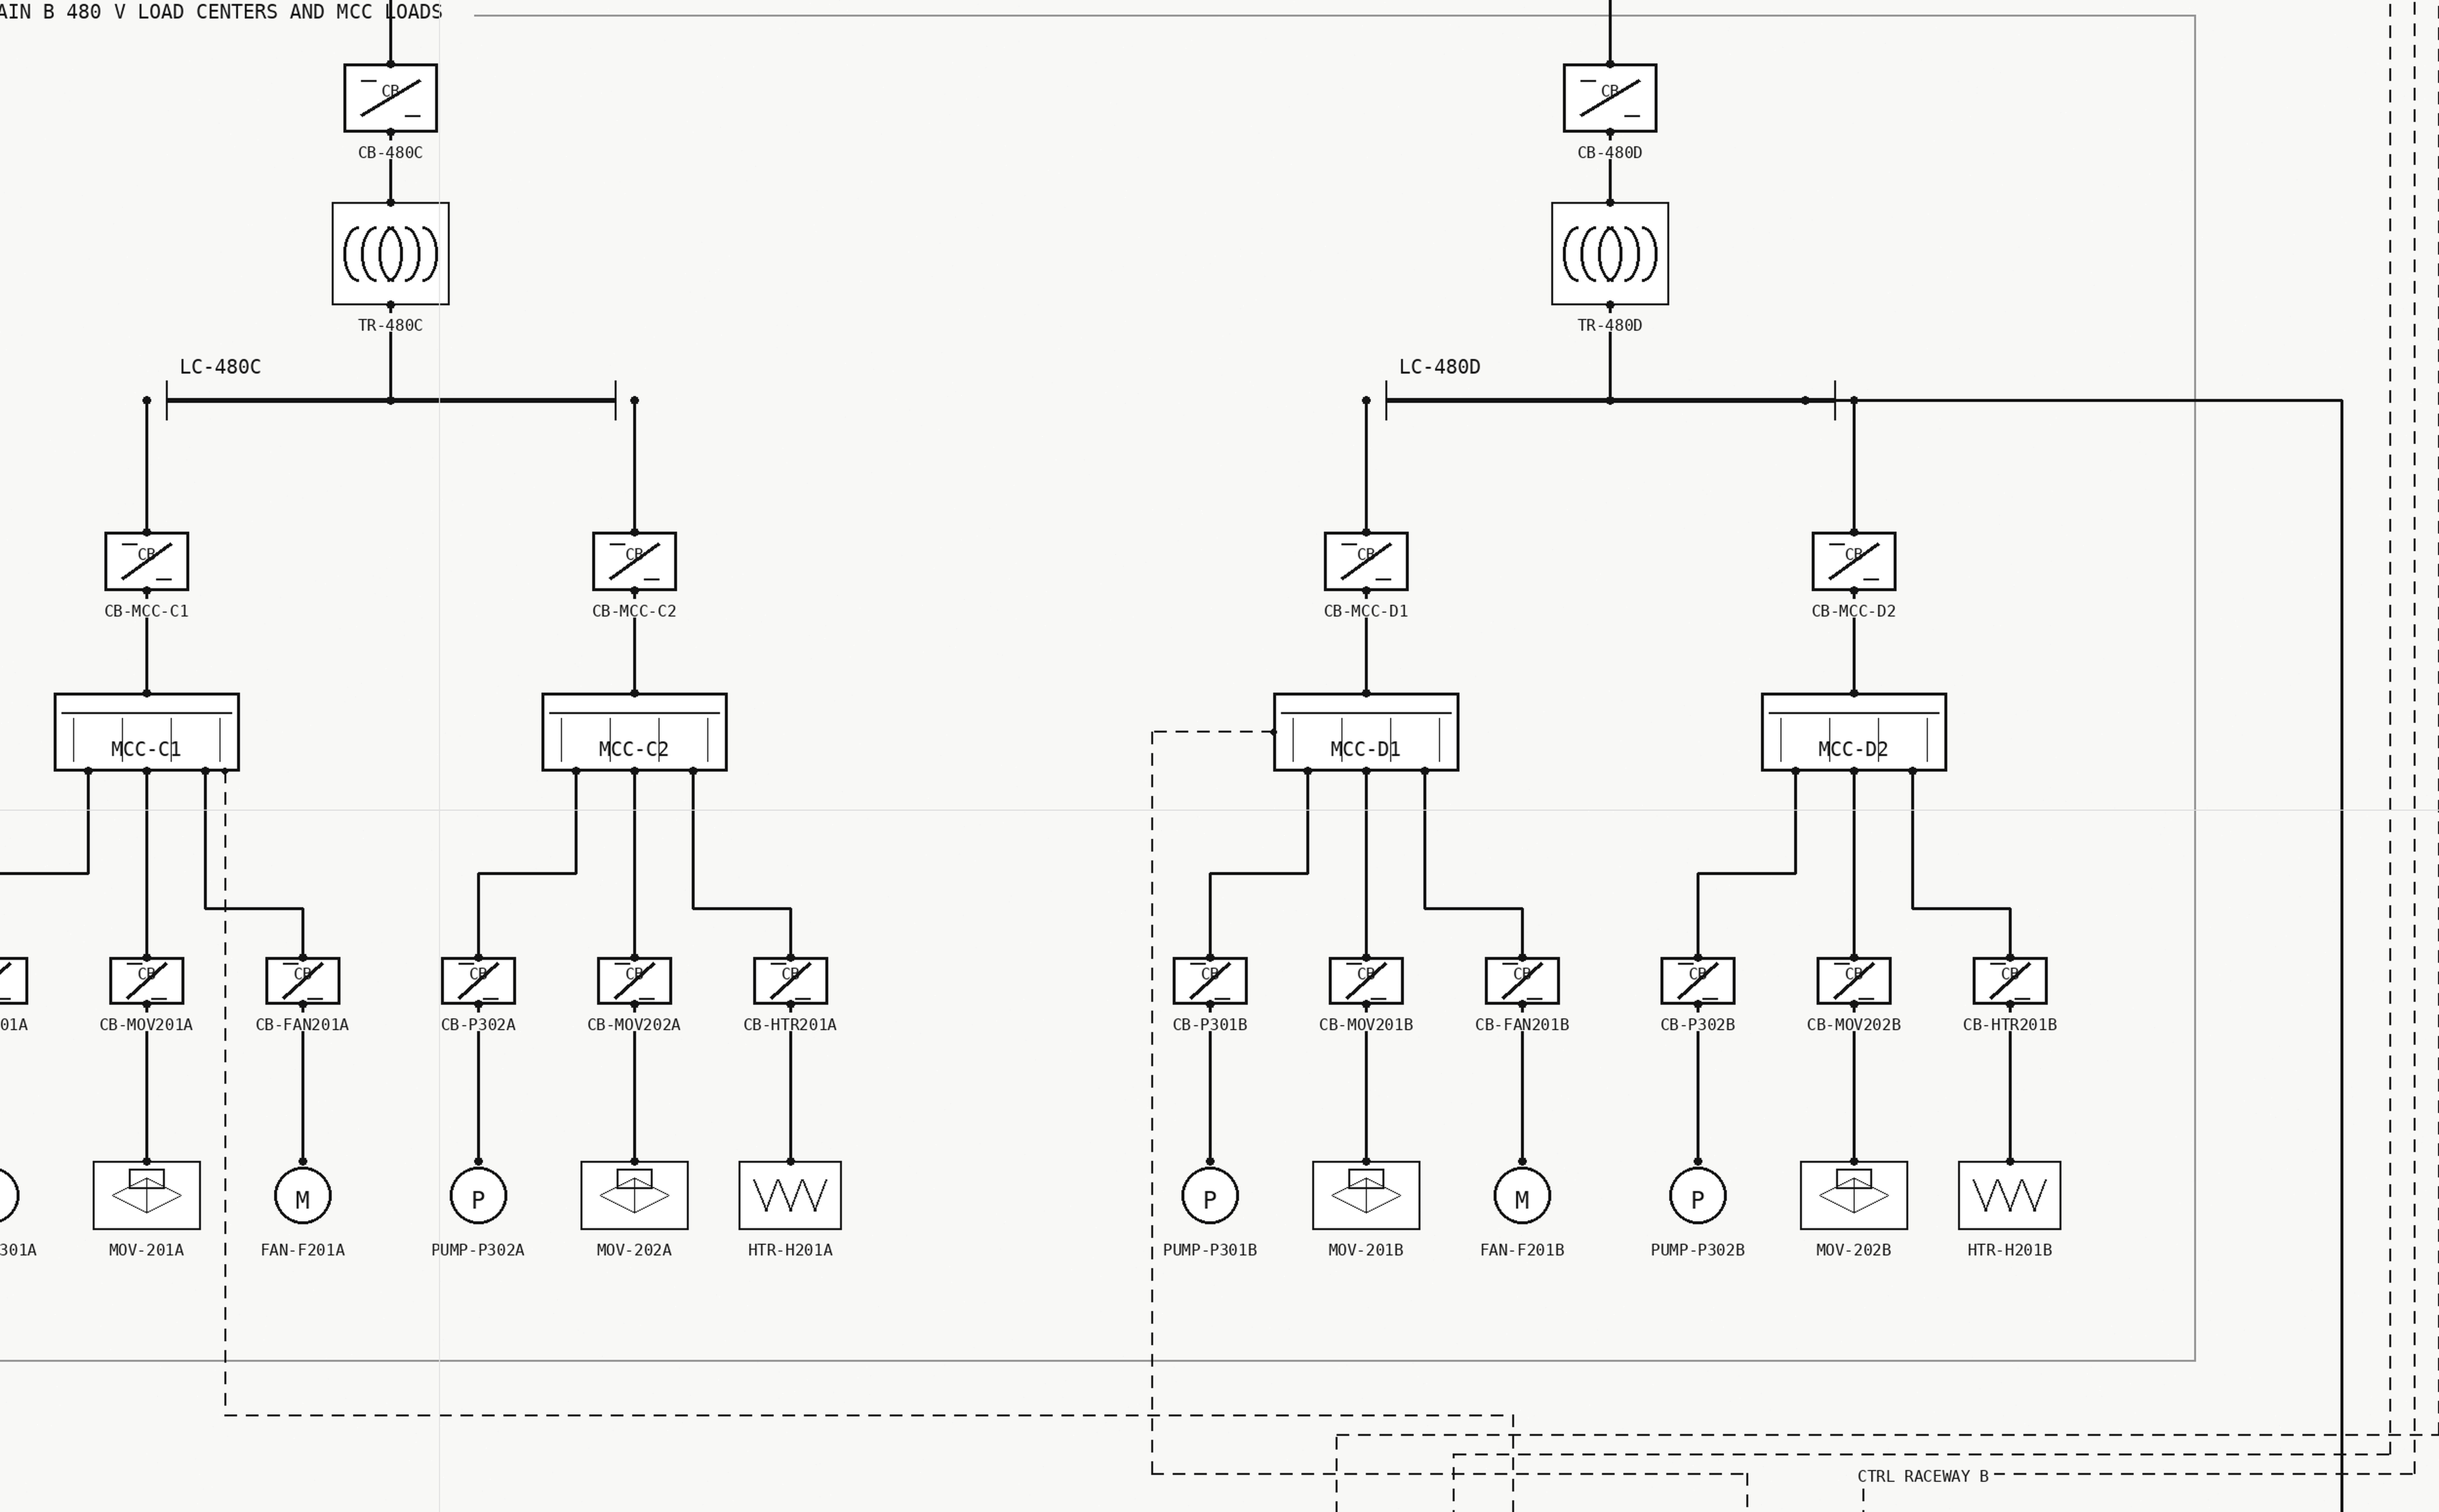 AIN B 480 V LOAD CENTERS AND MCC LOADS
CB
CB
CB-480C
CB-480D
TR-480C
TR-480D
LC-480C
LC-480D
CB
CB
CB
CB
CB-MCC-C1
CB-MCC-C2
CB-MCC-D1
CB-MCC-D2
MCC-C1
MCC-C2
MCC-D1
MCC-D2
CB
CB
CB
CB
CB
CB
CB
CB
CB
CB
CB
01A
CB-MOV201A
CB-FAN201A
CB-P302A
CB-MOV202A
CB-HTR201A
CB-P301B
CB-MOV201B
CB-FAN201B
CB-P302B
CB-MOV202B
CB-HTR201B
M
P
P
M
P
301A
MOV-201A
FAN-F201A
PUMP-P302A
MOV-202A
HTR-H201A
PUMP-P301B
MOV-201B
FAN-F201B
PUMP-P302B
MOV-202B
HTR-H201B
CTRL RACEWAY B